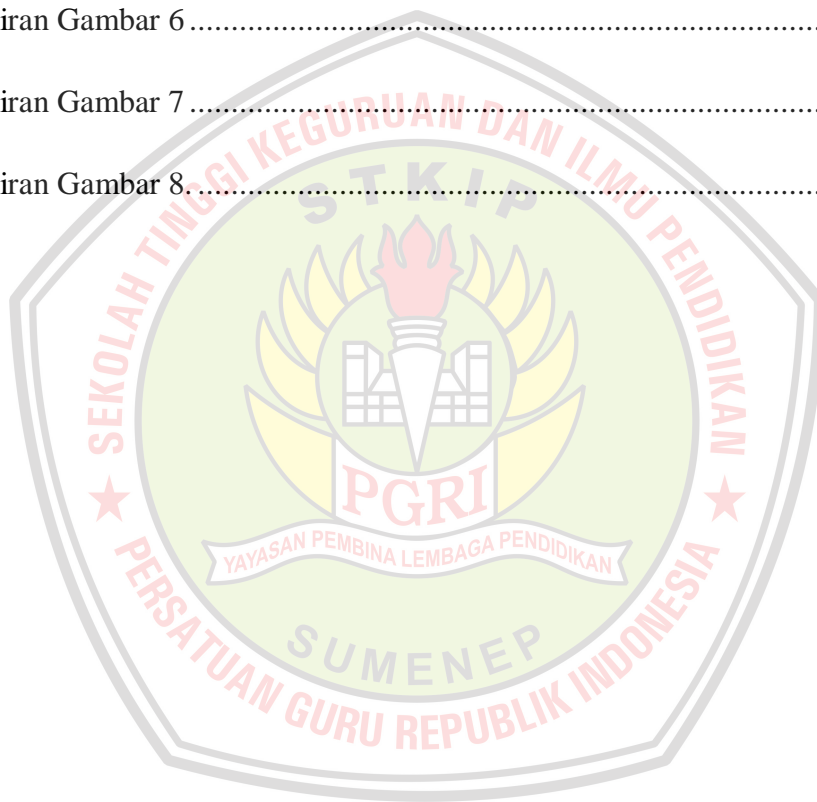 iran Gambar 6 ........................................................................
iran Gambar 7 ........................................................................
iran Gambar 8. .......................................................................
SEKOLAH TINGGI KEGURUAN DAN ILMU PENDIDIKAN
STKIP
PGRI
YAYASAN PEMBINA LEMBAGA PENDIDIKAN
SUMENEP
★ PERSATUAN GURU REPUBLIK INDONESIA ★